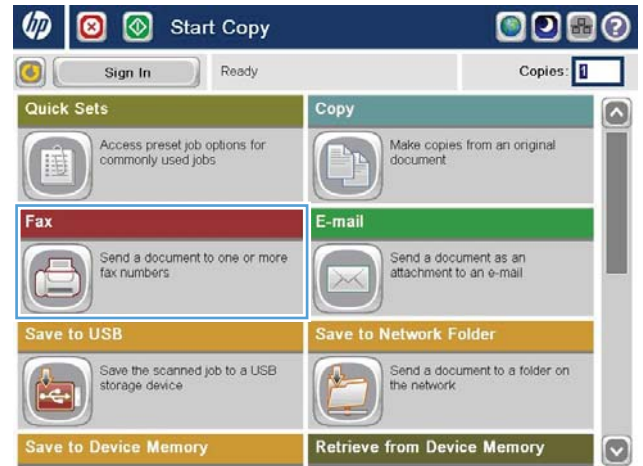 hp Start Copy
Sign In Ready Copies: 1
Quick Sets
Access preset job options for
commonly used jobs
Copy
Make copies from an original
document
Fax
Send a document to one or more
fax numbers
E-mail
Send a document as an
attachment to an e-mail
Save to USB
Save the scanned job to a USB
storage device
Save to Network Folder
Send a document to a folder on
the network
Save to Device Memory
Retrieve from Device Memory